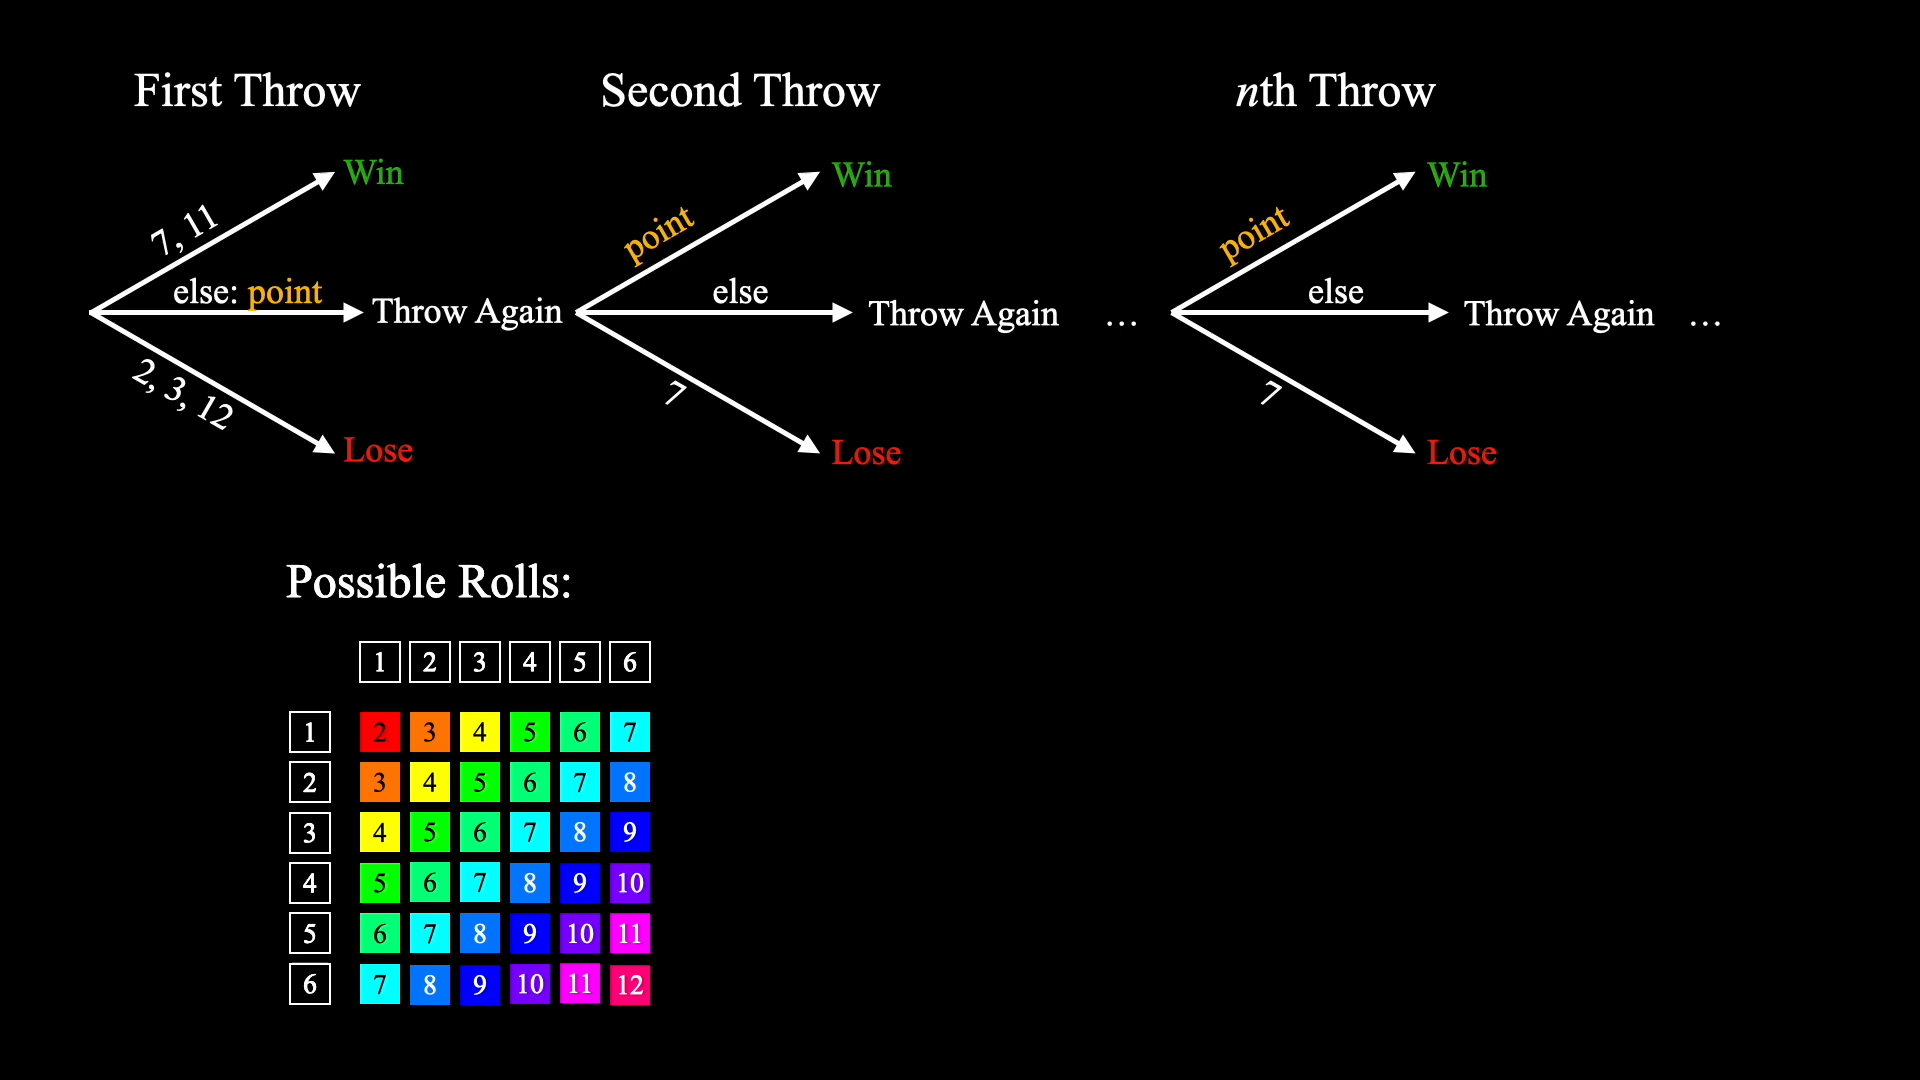 First Throw Second Throw nth Throw
Win Win Win
7, 11 point point
else: point else else
Throw Again Throw Again … Throw Again …
2, 3, 12 7 7
Lose Lose Lose
Possible Rolls:
1 2 3 4 5 6
1 2 3 4 5 6 7
2 3 4 5 6 7 8
3 4 5 6 7 8 9
4 5 6 7 8 9 10
5 6 7 8 9 10 11
6 7 8 9 10 11 12